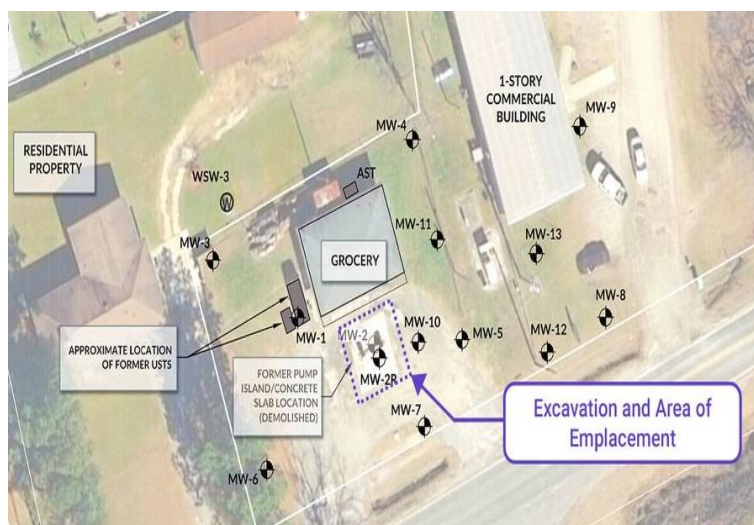 1-STORY
COMMERCIAL
BUILDING
MW-9
MW-4
RESIDENTIAL
PROPERTY
WSW-3
W
AST
MW-11
MW-13
MW-3
GROCERY
MW-8
MW-1
MW-2
MW-10
MW-5
MW-12
APPROXIMATE LOCATION
OF FORMER USTS
MW-2R
FORMER PUMP
ISLAND/CONCRETE
SLAB LOCATION
(DEMOLISHED)
MW-7
Excavation and Area of
Emplacement
MW-6